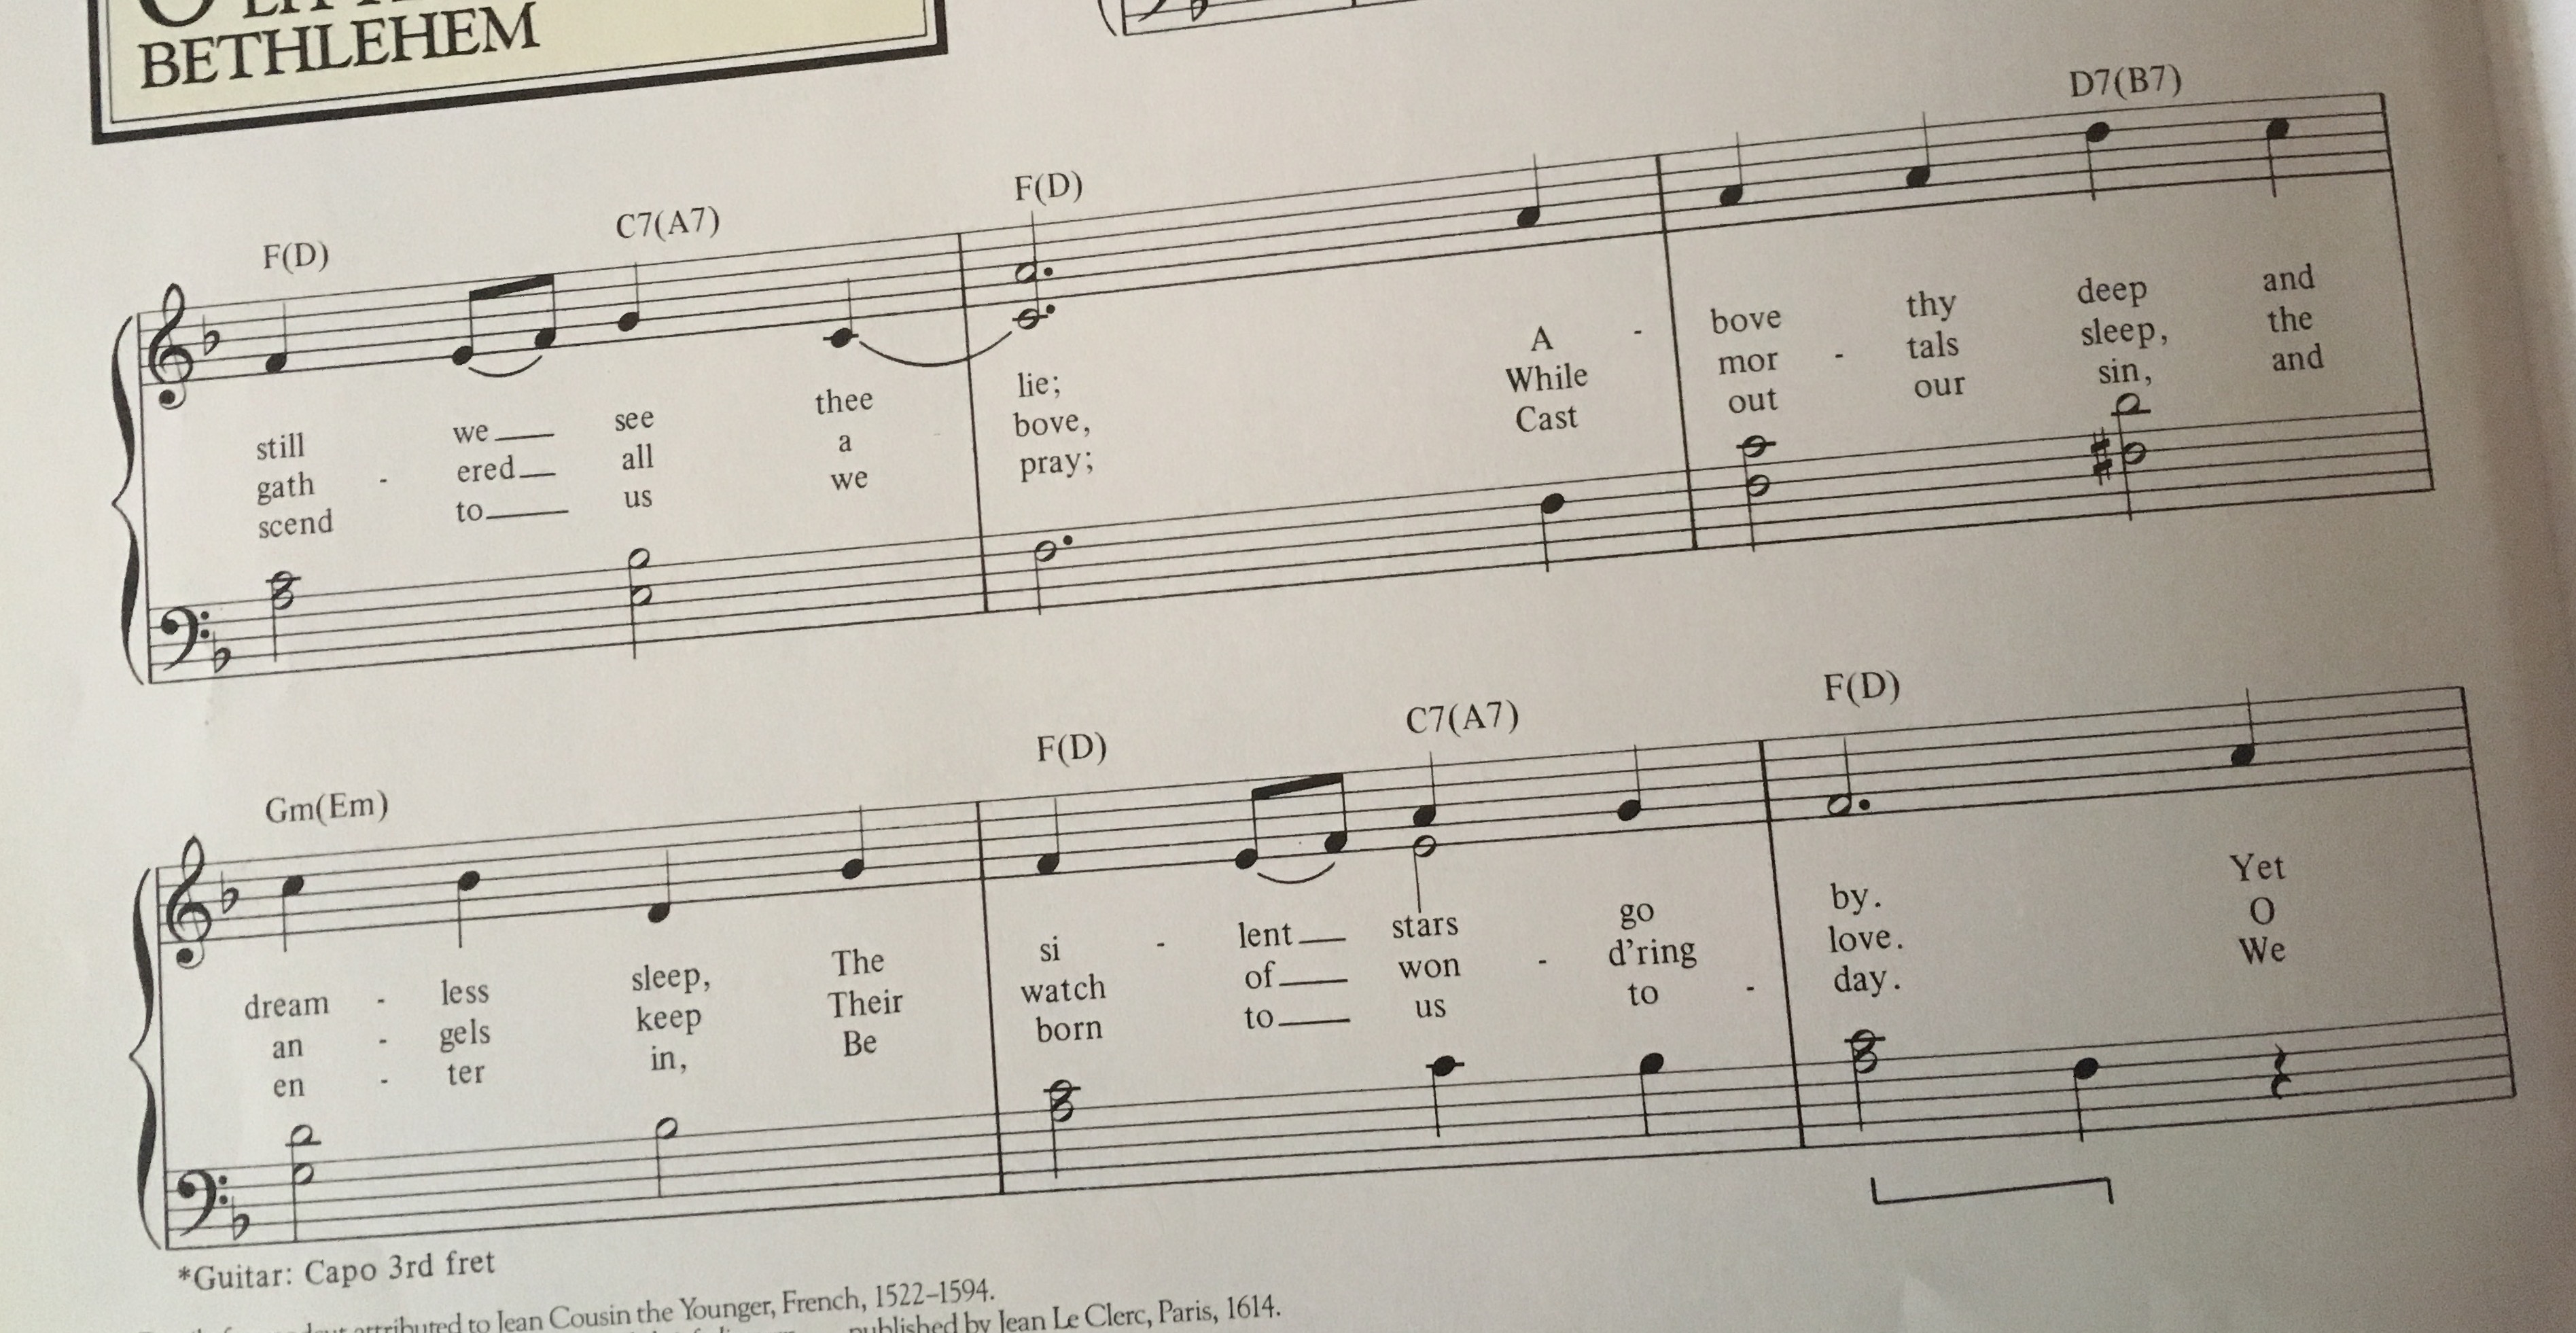 BETHLEHEM
F(D) C7(A7) F(D) D7(B7)
still we see thee lie; A - bove thy deep and
gath - ered all a bove, While mor - tals sleep, the
scend to us we pray; Cast out our sin, and
Gm(Em) F(D) C7(A7) F(D)
dream - less sleep, The si - lent stars go by. Yet
an - gels keep Their watch of won - d'ring love. O
en - ter in, Be born to us to - day. We
*Guitar: Capo 3rd fret
attributed to Jean Cousin the Younger, French, 1522–1594.
published by Jean Le Clerc, Paris, 1614.